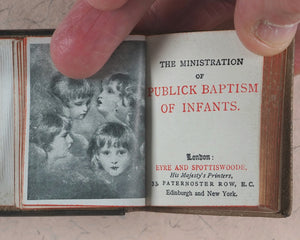 THE MINISTRATION
OF
PUBLICK BAPTISM
OF INFANTS.
London:
EYRE AND SPOTTISWOODE,
His Majesty's Printers,
33, PATERNOSTER ROW, E.C.
Edinburgh and New York.